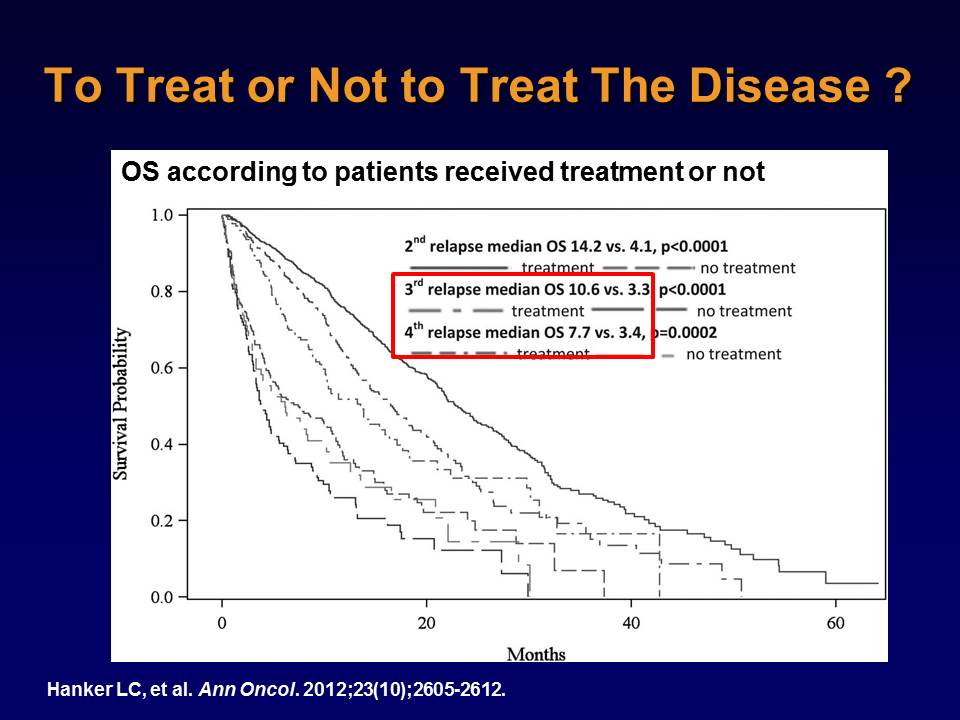 To Treat or Not to Treat The Disease ?
OS according to patients received treatment or not
1.0
0.8
0.6
0.4
0.2
0.0
Survival Probability
2nd relapse median OS 14.2 vs. 4.1, p<0.0001
treatment no treatment
3rd relapse median OS 10.6 vs. 3.3, p<0.0001
treatment no treatment
4th relapse median OS 7.7 vs. 3.4, p=0.0002
treatment no treatment
0 20 40 60
Months
Hanker LC, et al. Ann Oncol. 2012;23(10);2605-2612.